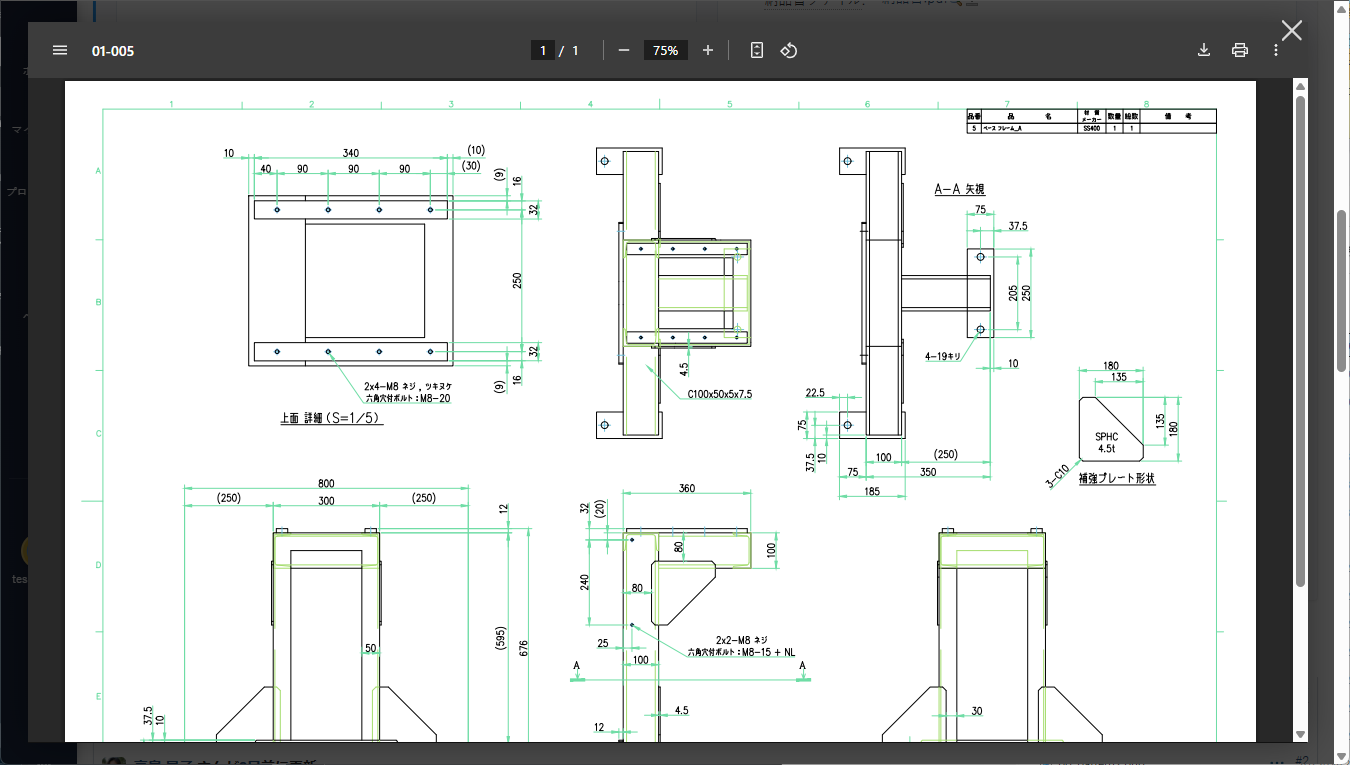 01-005
1 / 1
75%
1 2 3 4 5 6 7 8
品番 品 名 材質 メーカー 数量 総数 備 考
5 ベースフレーム_A SS400 1 1
A
B
C
D
E
10 340 (10)
40 90 90 90 (30)
(9) 16
32
250
32
(9) 16
2x4-M8 ネジ , ツキヌケ
六角穴付ボルト : M8-20
上面 詳細 (S=1/5)
4.5
C100x50x5x7.5
A-A 矢視
75
37.5
205 250
4-19キリ
10
22.5
75
37.5 10
100 (250)
75 350
185
180
135
135 180
SPHC
4.5t
3-C10
補強プレート形状
800
(250) 300 (250)
12
(595) 676
50
37.5 10
360
32 (20)
80 100
240
80
25
2x2-M8 ネジ
六角穴付ボルト : M8-15 + NL
100
A A
4.5
12
30
tes